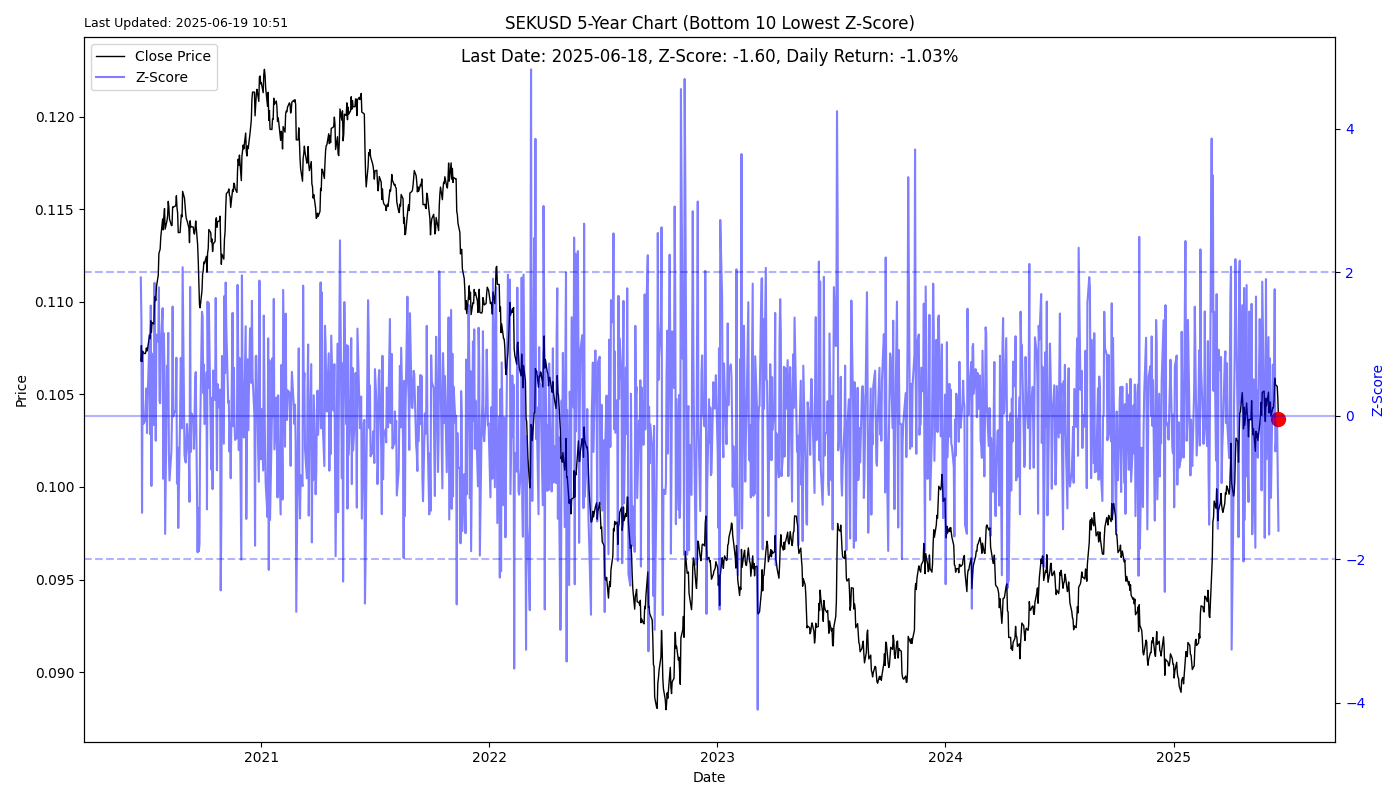 Last Updated: 2025-06-19 10:51
SEKUSD 5-Year Chart (Bottom 10 Lowest Z-Score)
Last Date: 2025-06-18, Z-Score: -1.60, Daily Return: -1.03%
Close Price
Z-Score
0.120
0.115
0.110
0.105
0.100
0.095
0.090
Price
4
2
0
−2
−4
Z-Score
2021
2022
2023
2024
2025
Date